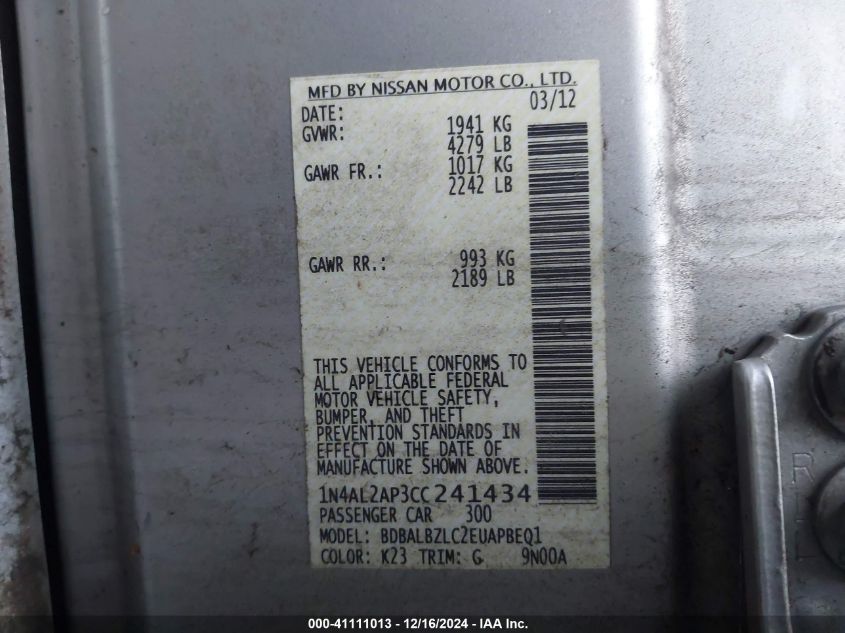 MFD BY NISSAN MOTOR CO., LTD.
DATE: 03/12
GVWR: 1941 KG
4279 LB
GAWR FR.: 1017 KG
2242 LB
GAWR RR.: 993 KG
2189 LB
THIS VEHICLE CONFORMS TO
ALL APPLICABLE FEDERAL
MOTOR VEHICLE SAFETY,
BUMPER, AND THEFT
PREVENTION STANDARDS IN
EFFECT ON THE DATE OF
MANUFACTURE SHOWN ABOVE.
1N4AL2AP3CC241434
PASSENGER CAR 300
MODEL: BDBALBZLC2EUAPBEQ1
COLOR: K23 TRIM: G 9N00A
R
L
000-41111013 - 12/16/2024 - IAA Inc.